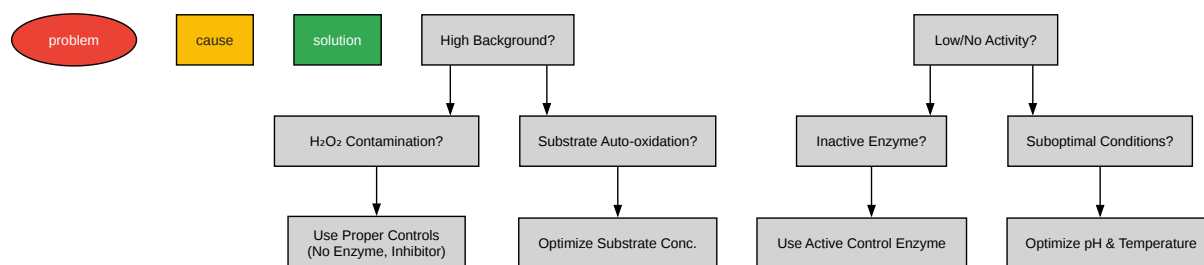 problem
cause
solution
High Background?
Low/No Activity?
H₂O₂ Contamination?
Substrate Auto-oxidation?
Inactive Enzyme?
Suboptimal Conditions?
Use Proper Controls
(No Enzyme, Inhibitor)
Optimize Substrate Conc.
Use Active Control Enzyme
Optimize pH & Temperature